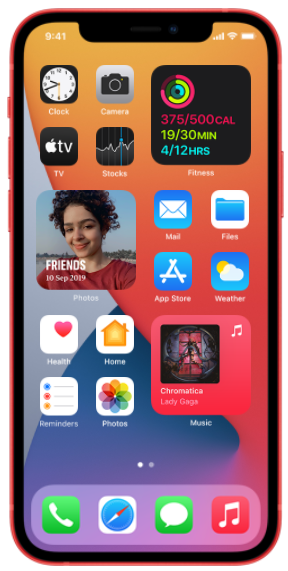 9:41
Clock
Camera
375/500CAL
19/30MIN
4/12HRS
tv
TV
Stocks
Fitness
FRIENDS
10 Sep 2019
Photos
Mail
Files
App Store
Weather
Health
Home
Chromatica
Lady Gaga
Reminders
Photos
Music